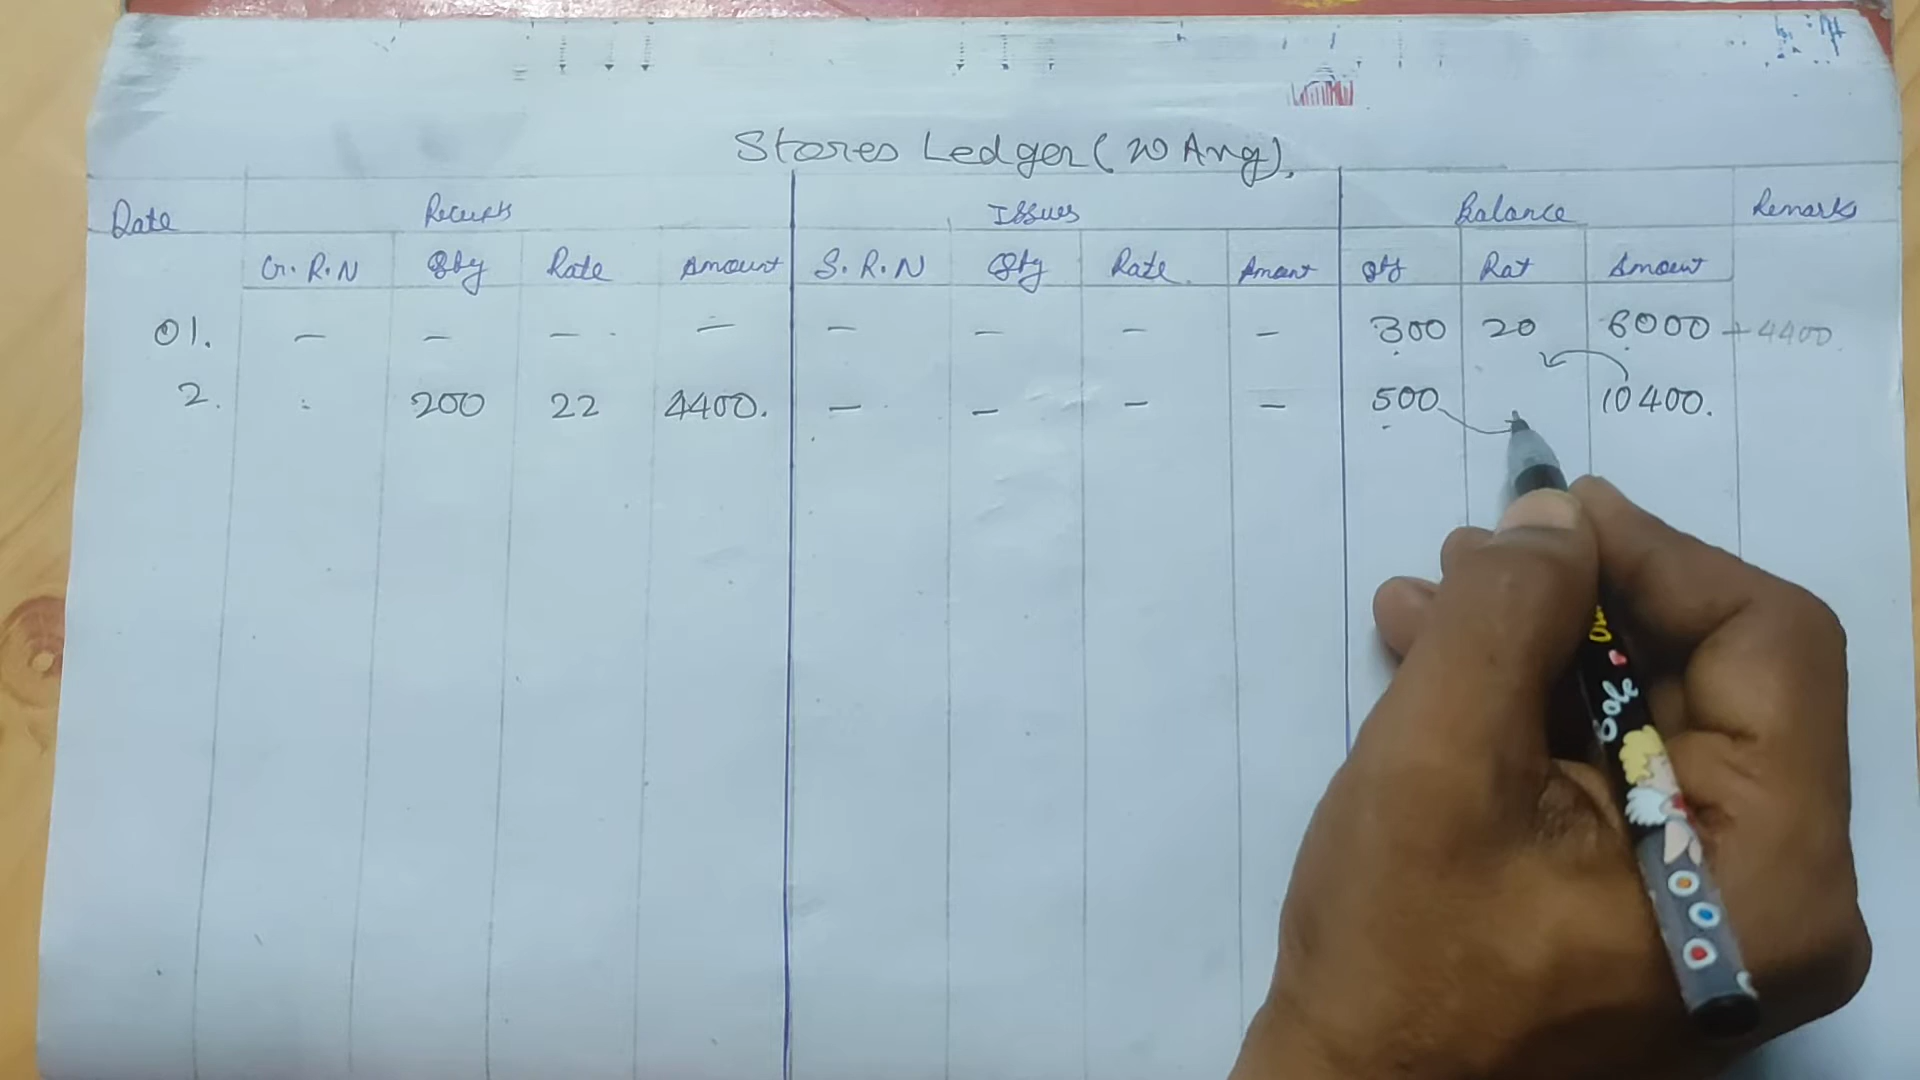 Stores Ledger (W Avg).
Date Receipts Issues Balance Remarks
G.R.N Qty Rate Amount S.R.N Qty Rate. Amount Qty Rat Amount
01. — — — — — — — — 300 20 6000 + 4400
2. 200 22 4400. — — — — 500 10400.